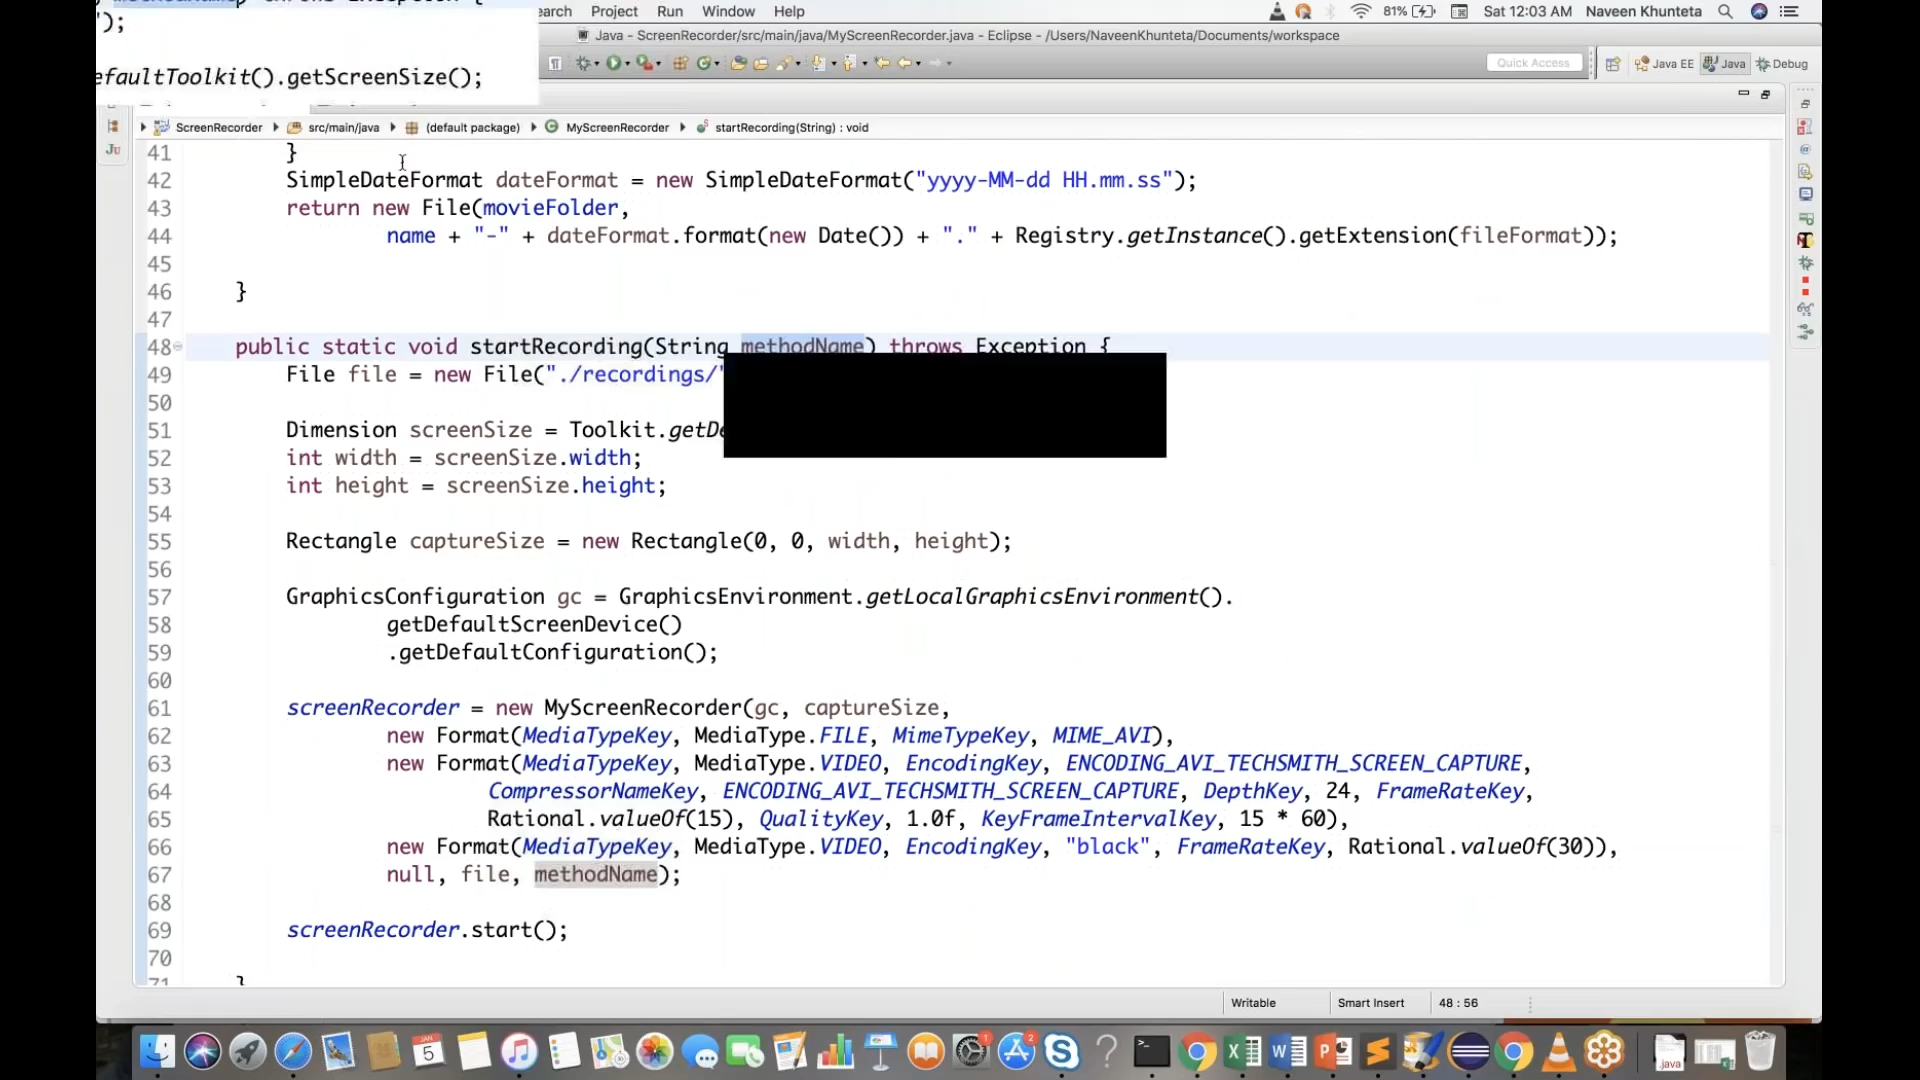 ");
efaultToolkit().getScreenSize();
earch Project Run Window Help 81% Sat 12:03 AM Naveen Khunteta
Java - ScreenRecorder/src/main/java/MyScreenRecorder.java - Eclipse - /Users/NaveenKhunteta/Documents/workspace
Quick Access Java EE Java Debug
ScreenRecorder src/main/java (default package) MyScreenRecorder startRecording(String) : void
41 }
42 SimpleDateFormat dateFormat = new SimpleDateFormat("yyyy-MM-dd HH.mm.ss");
43 return new File(movieFolder,
44 name + "-" + dateFormat.format(new Date()) + "." + Registry.getInstance().getExtension(fileFormat));
45
46 }
47
48 public static void startRecording(String methodName) throws Exception {
49 File file = new File("./recordings/"
50
51 Dimension screenSize = Toolkit.getDe
52 int width = screenSize.width;
53 int height = screenSize.height;
54
55 Rectangle captureSize = new Rectangle(0, 0, width, height);
56
57 GraphicsConfiguration gc = GraphicsEnvironment.getLocalGraphicsEnvironment().
58 getDefaultScreenDevice()
59 .getDefaultConfiguration();
60
61 screenRecorder = new MyScreenRecorder(gc, captureSize,
62 new Format(MediaTypeKey, MediaType.FILE, MimeTypeKey, MIME_AVI),
63 new Format(MediaTypeKey, MediaType.VIDEO, EncodingKey, ENCODING_AVI_TECHSMITH_SCREEN_CAPTURE,
64 CompressorNameKey, ENCODING_AVI_TECHSMITH_SCREEN_CAPTURE, DepthKey, 24, FrameRateKey,
65 Rational.valueOf(15), QualityKey, 1.0f, KeyFrameIntervalKey, 15 * 60),
66 new Format(MediaTypeKey, MediaType.VIDEO, EncodingKey, "black", FrameRateKey, Rational.valueOf(30)),
67 null, file, methodName);
68
69 screenRecorder.start();
70
71 }
Writable Smart Insert 48 : 56
JAN
5